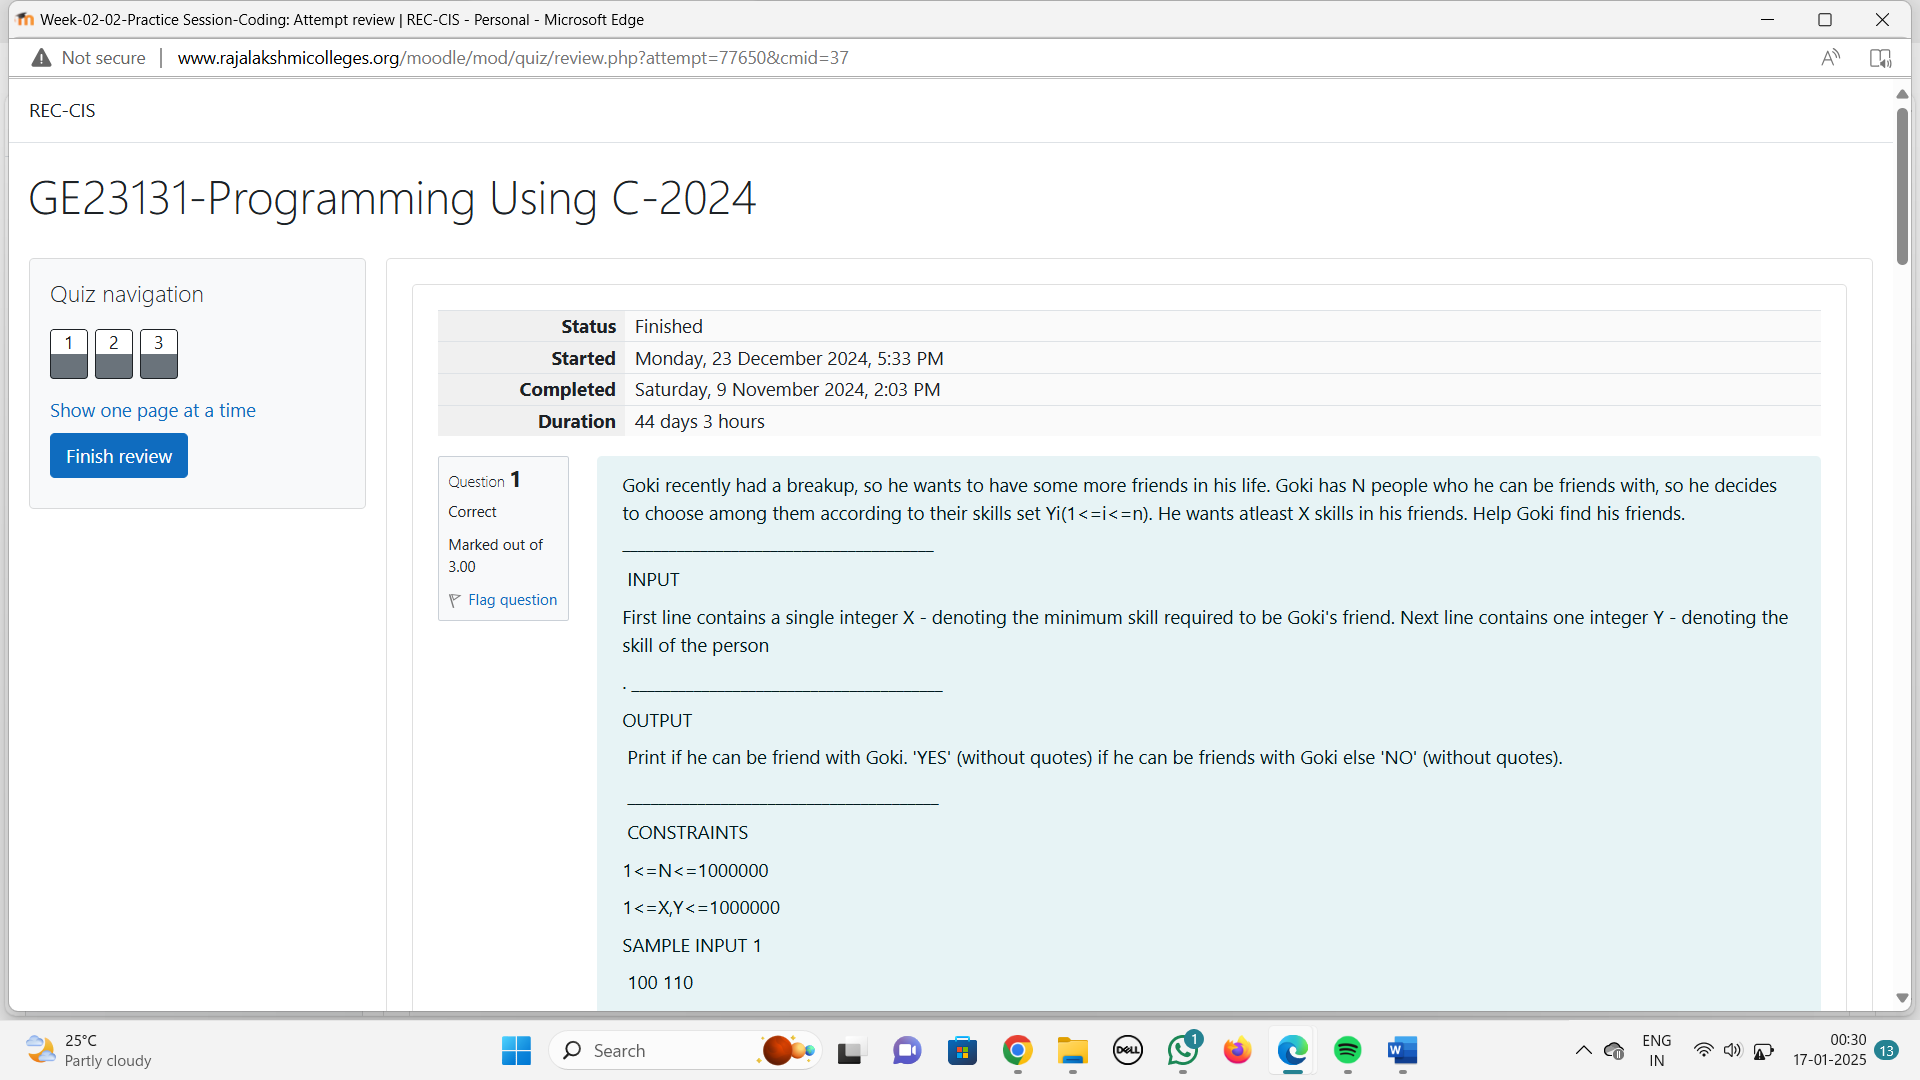 Week-02-02-Practice Session-Coding: Attempt review | REC-CIS - Personal - Microsoft Edge
Not secure | www.rajalakshmicolleges.org/moodle/mod/quiz/review.php?attempt=77650&cmid=37
REC-CIS
GE23131-Programming Using C-2024
Quiz navigation
1 2 3
Show one page at a time
Finish review
Status Finished
Started Monday, 23 December 2024, 5:33 PM
Completed Saturday, 9 November 2024, 2:03 PM
Duration 44 days 3 hours
Question 1
Correct
Marked out of
3.00
Flag question
Goki recently had a breakup, so he wants to have some more friends in his life. Goki has N people who he can be friends with, so he decides
to choose among them according to their skills set Yi(1<=i<=n). He wants atleast X skills in his friends. Help Goki find his friends.
________________________________________
INPUT
First line contains a single integer X - denoting the minimum skill required to be Goki's friend. Next line contains one integer Y - denoting the
skill of the person
. ________________________________________
OUTPUT
Print if he can be friend with Goki. 'YES' (without quotes) if he can be friends with Goki else 'NO' (without quotes).
________________________________________
CONSTRAINTS
1<=N<=1000000
1<=X,Y<=1000000
SAMPLE INPUT 1
100 110
25°C
Partly cloudy
Search
DELL
1
W
ENG
IN
00:30
17-01-2025
13